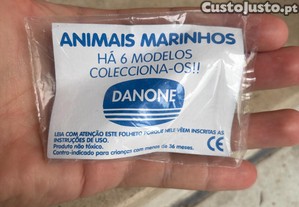 CustoJusto.pt
ANIMAIS MARINHOS
HÁ 6 MODELOS
COLECCIONA-OS!!
DANONE
LEIA COM ATENÇÃO ESTE FOLHETO PORQUE NELE VÊEM INSCRITAS AS
INSTRUÇÕES DE USO.
Produto não tóxico.
Contra-indicado para crianças com menos de 36 meses.
CE